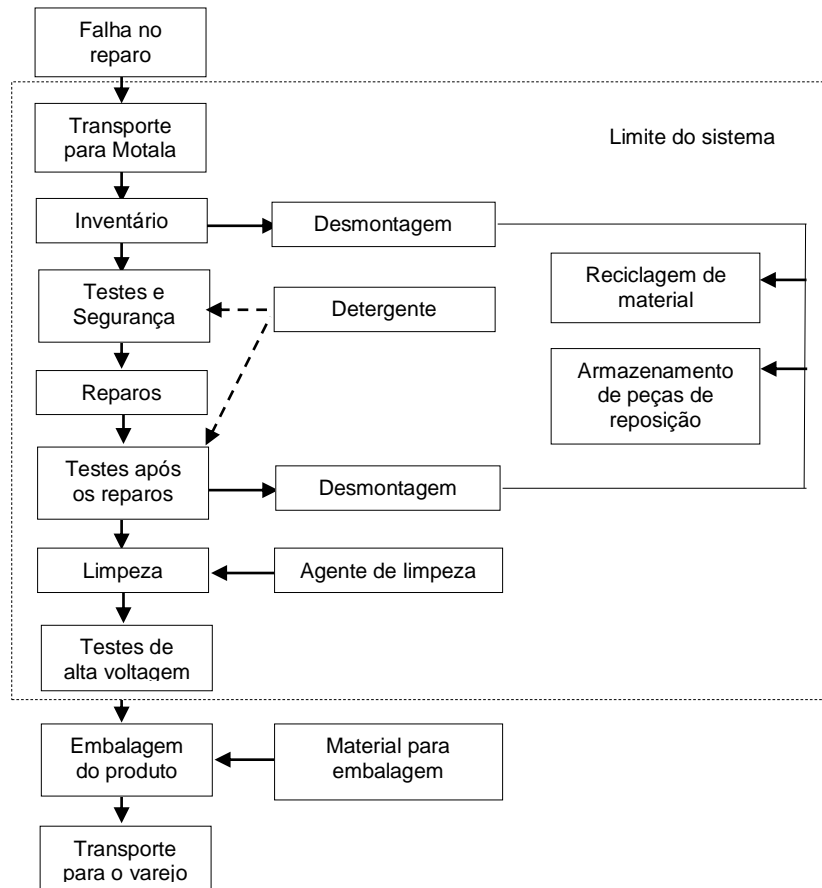 Falha no
reparo
Transporte
para Motala
Limite do sistema
Inventário
Desmontagem
Testes e
Segurança
Detergente
Reciclagem de
material
Reparos
Armazenamento
de peças de
reposição
Testes após
os reparos
Desmontagem
Limpeza
Agente de limpeza
Testes de
alta voltagem
Embalagem
do produto
Material para
embalagem
Transporte
para o varejo